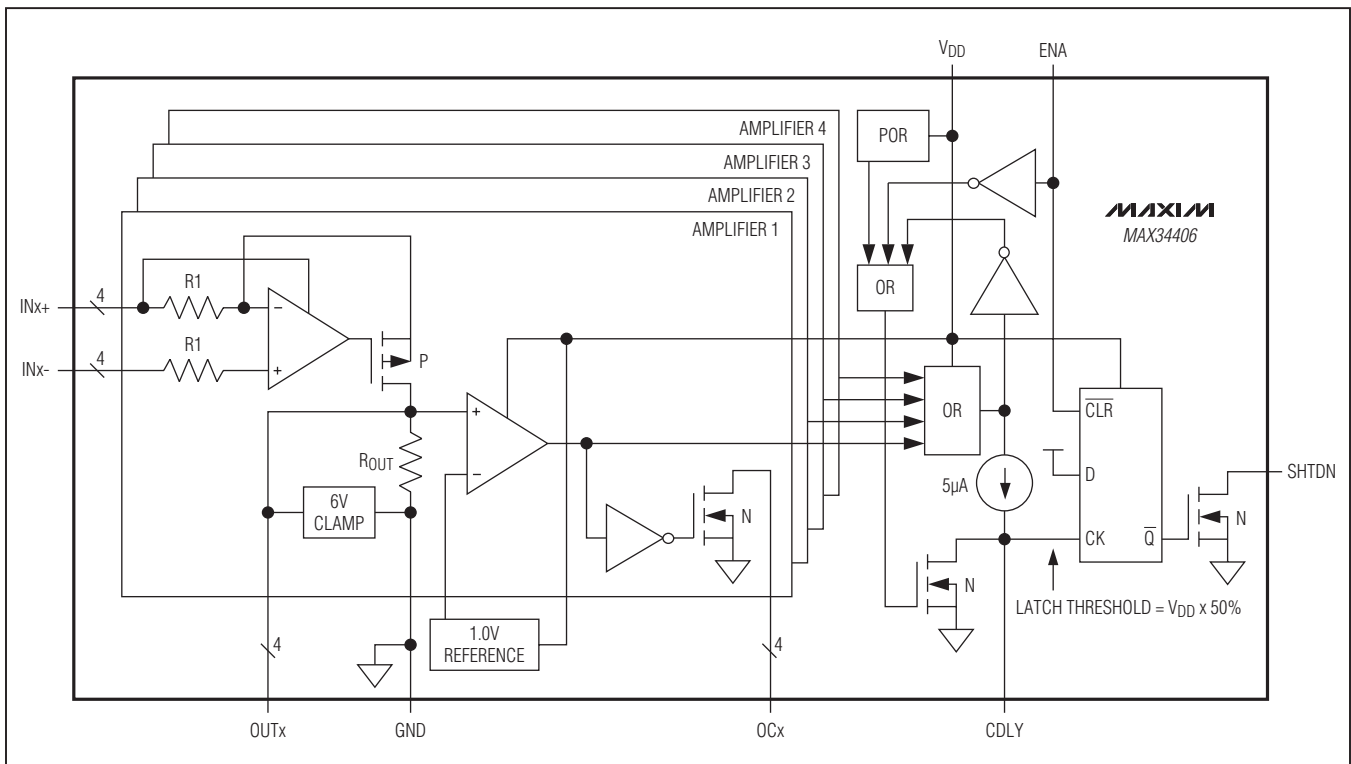 VDD
ENA
AMPLIFIER 4
AMPLIFIER 3
AMPLIFIER 2
AMPLIFIER 1
POR
MAXIM
MAX34406
OR
INx+
4
R1
−
INx-
4
R1
+
P
+
−
ROUT
6V
CLAMP
N
OR
5µA
CLR
D
CK
Q
N
SHTDN
N
LATCH THRESHOLD = VDD x 50%
1.0V
REFERENCE
4
4
OUTx
GND
OCx
CDLY